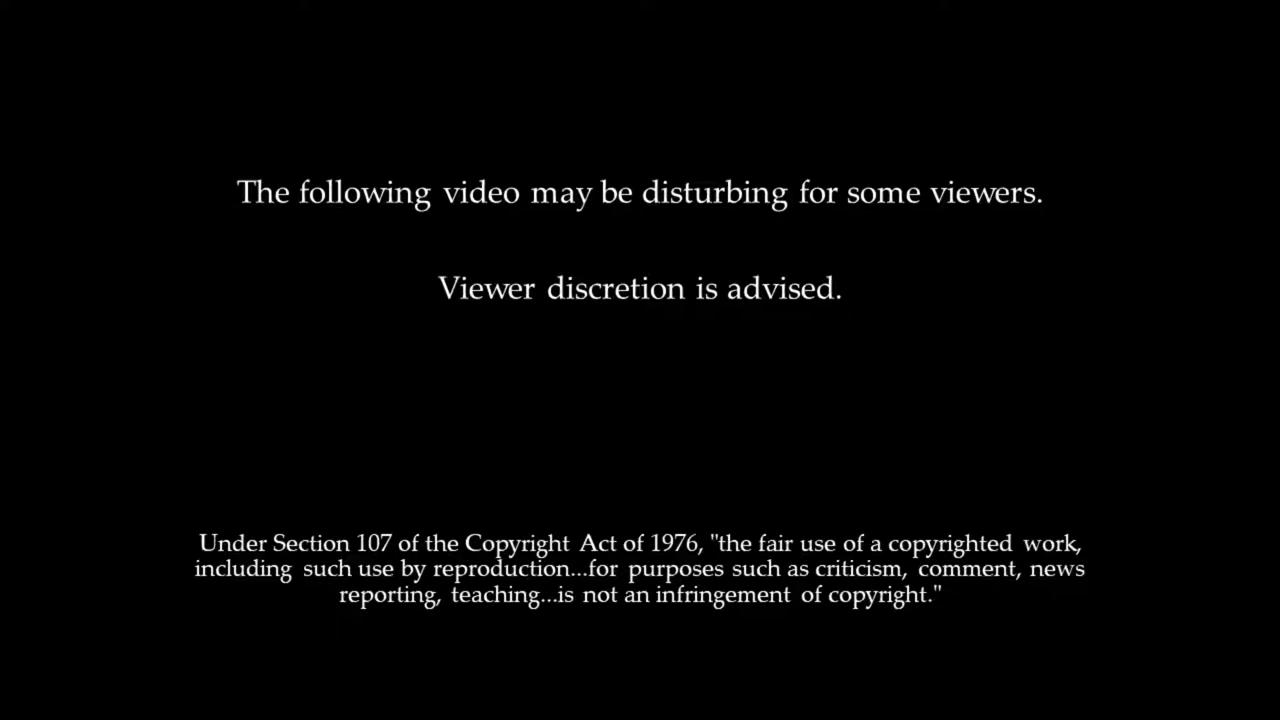 The following video may be disturbing for some viewers.
Viewer discretion is advised.
Under Section 107 of the Copyright Act of 1976, "the fair use of a copyrighted work,
including such use by reproduction...for purposes such as criticism, comment, news
reporting, teaching...is not an infringement of copyright."